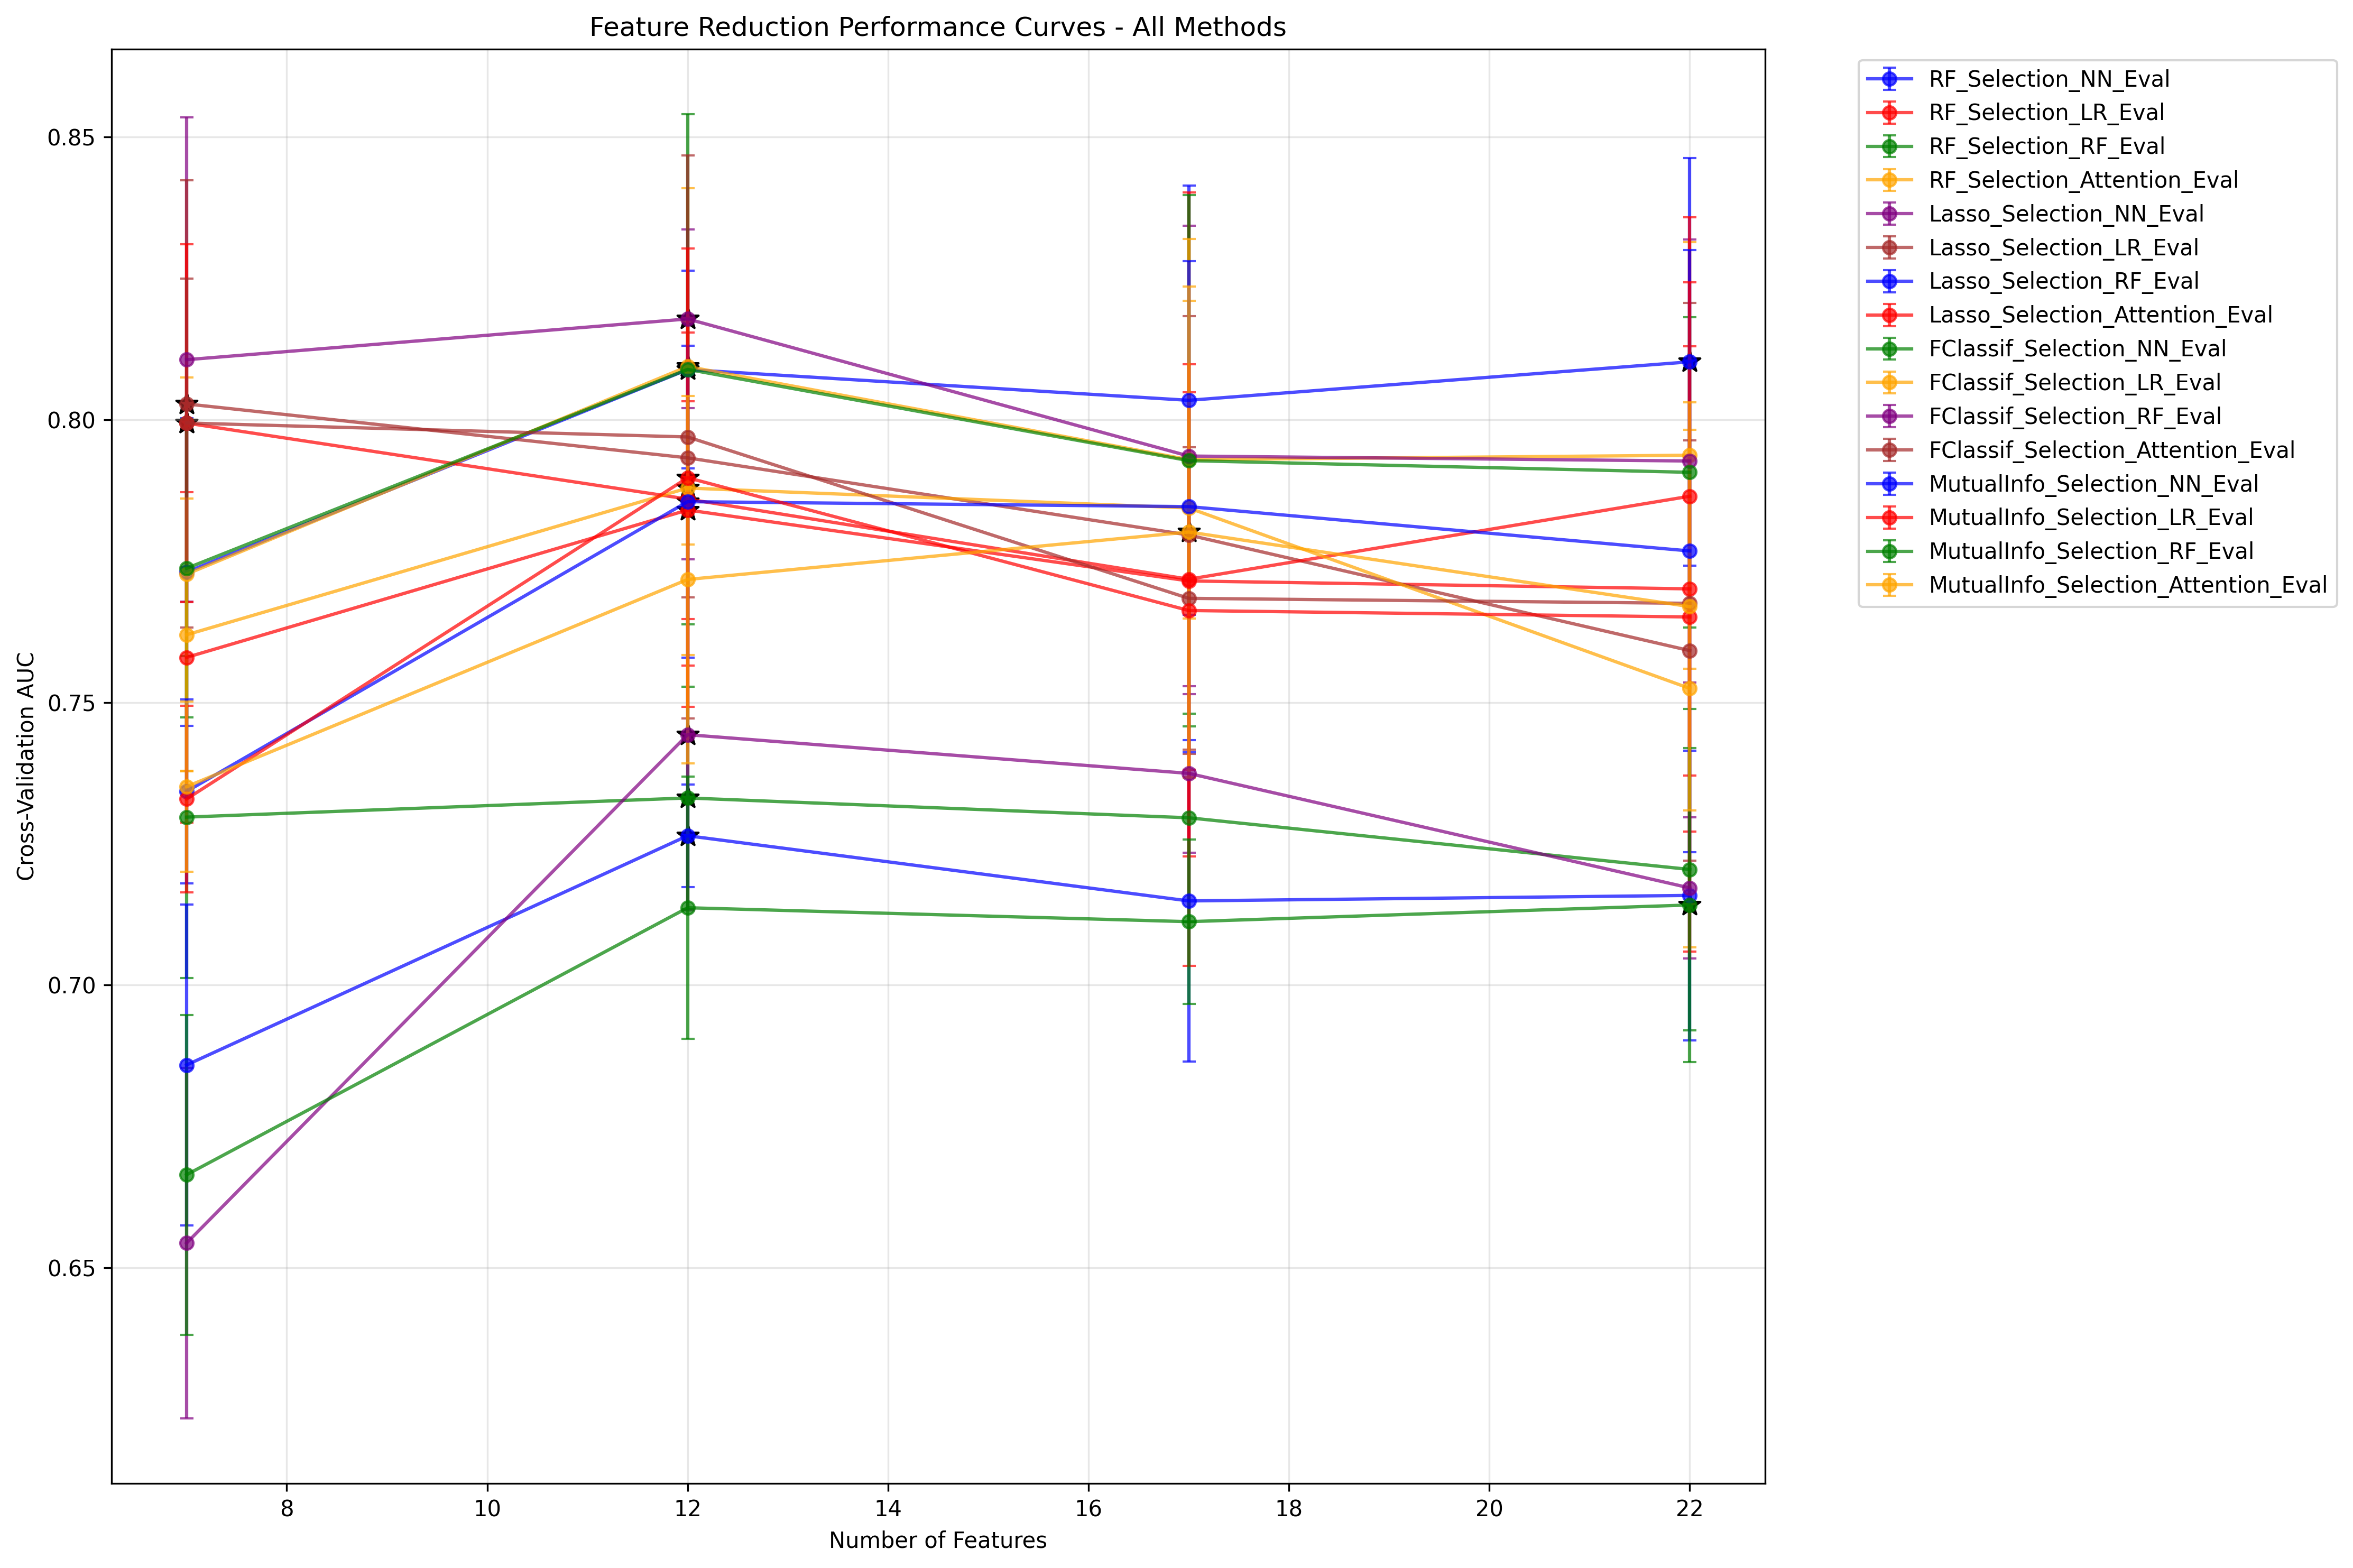 Feature Reduction Performance Curves - All Methods
Cross-Validation AUC
0.85
0.80
0.75
0.70
0.65
8
10
12
14
16
18
20
22
Number of Features
RF_Selection_NN_Eval
RF_Selection_LR_Eval
RF_Selection_RF_Eval
RF_Selection_Attention_Eval
Lasso_Selection_NN_Eval
Lasso_Selection_LR_Eval
Lasso_Selection_RF_Eval
Lasso_Selection_Attention_Eval
FClassif_Selection_NN_Eval
FClassif_Selection_LR_Eval
FClassif_Selection_RF_Eval
FClassif_Selection_Attention_Eval
MutualInfo_Selection_NN_Eval
MutualInfo_Selection_LR_Eval
MutualInfo_Selection_RF_Eval
MutualInfo_Selection_Attention_Eval